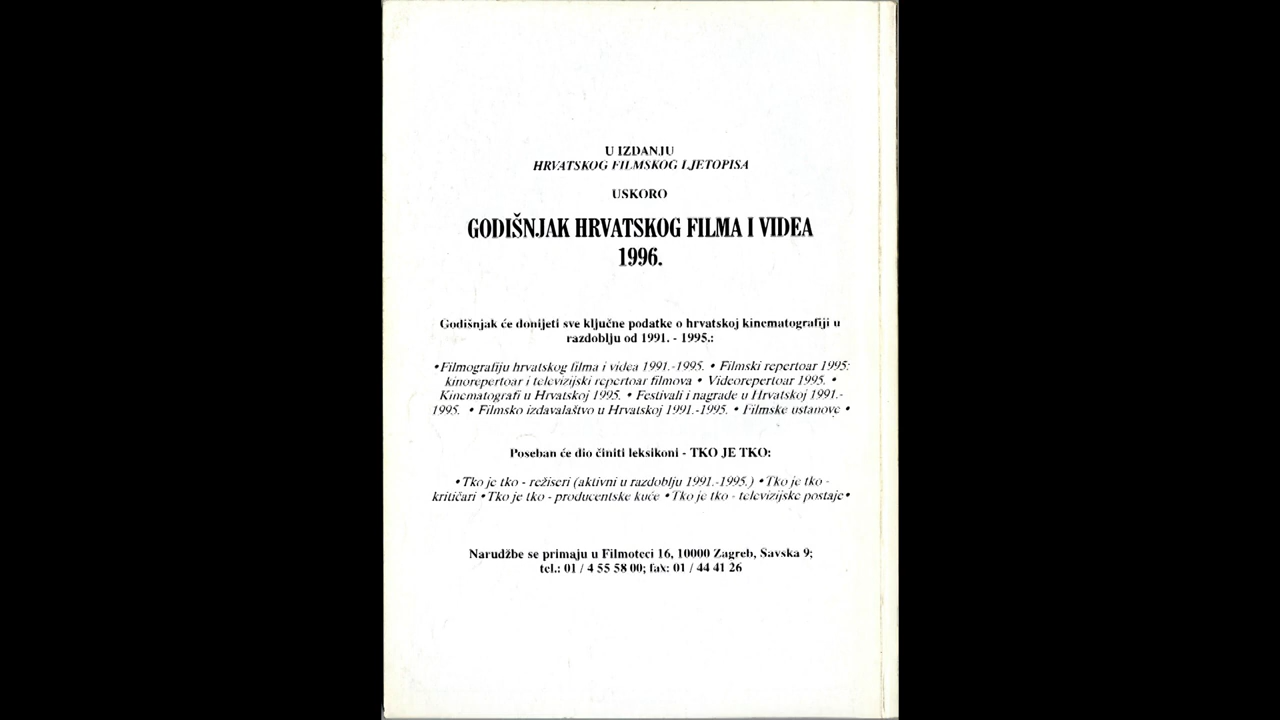 U IZDANJU
HRVATSKOG FILMSKOG LJETOPISA
USKORO
GODIŠNJAK HRVATSKOG FILMA I VIDEA
1996.
Godišnjak će donijeti sve ključne podatke o hrvatskoj kinematografiji u
razdoblju od 1991. - 1995.:
•Filmografiju hrvatskog filma i videa 1991.-1995. • Filmski repertoar 1995:
kinorepertoar i televizijski repertoar filmova • Videorepertoar 1995. •
Kinematografi u Hrvatskoj 1995. • Festivali i nagrade u Hrvatskoj 1991.-
1995. • Filmsko izdavalaštvo u Hrvatskoj 1991.-1995. • Filmske ustanove •
Poseban će dio činiti leksikoni - TKO JE TKO:
•Tko je tko - režiseri (aktivni u razdoblju 1991.-1995.) •Tko je tko -
kritičari •Tko je tko - producentske kuće •Tko je tko - televizijske postaje•
Narudžbe se primaju u Filmoteci 16, 10000 Zagreb, Savska 9;
tel.: 01 / 4 55 58 00; fax: 01 / 44 41 26